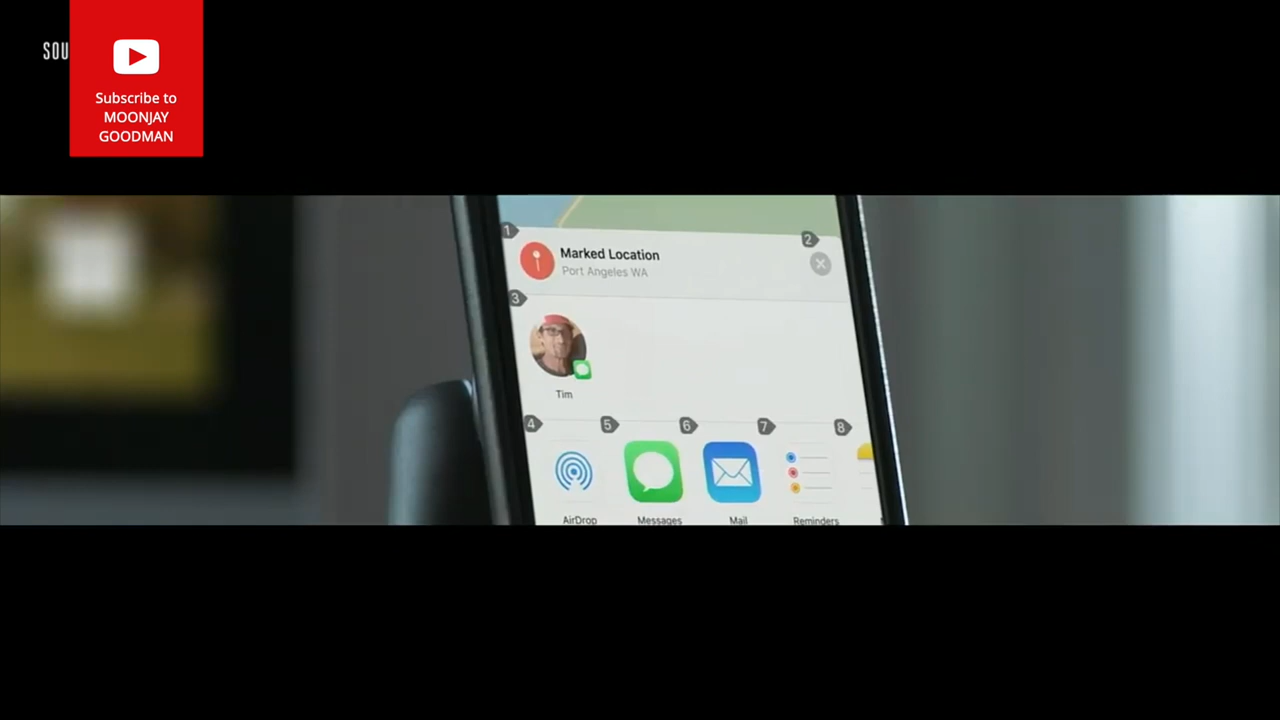 SOU
Subscribe to
MOONJAY
GOODMAN
1
2
Marked Location
Port Angeles WA
3
Tim
4
5
6
7
8
AirDrop
Messages
Mail
Reminders